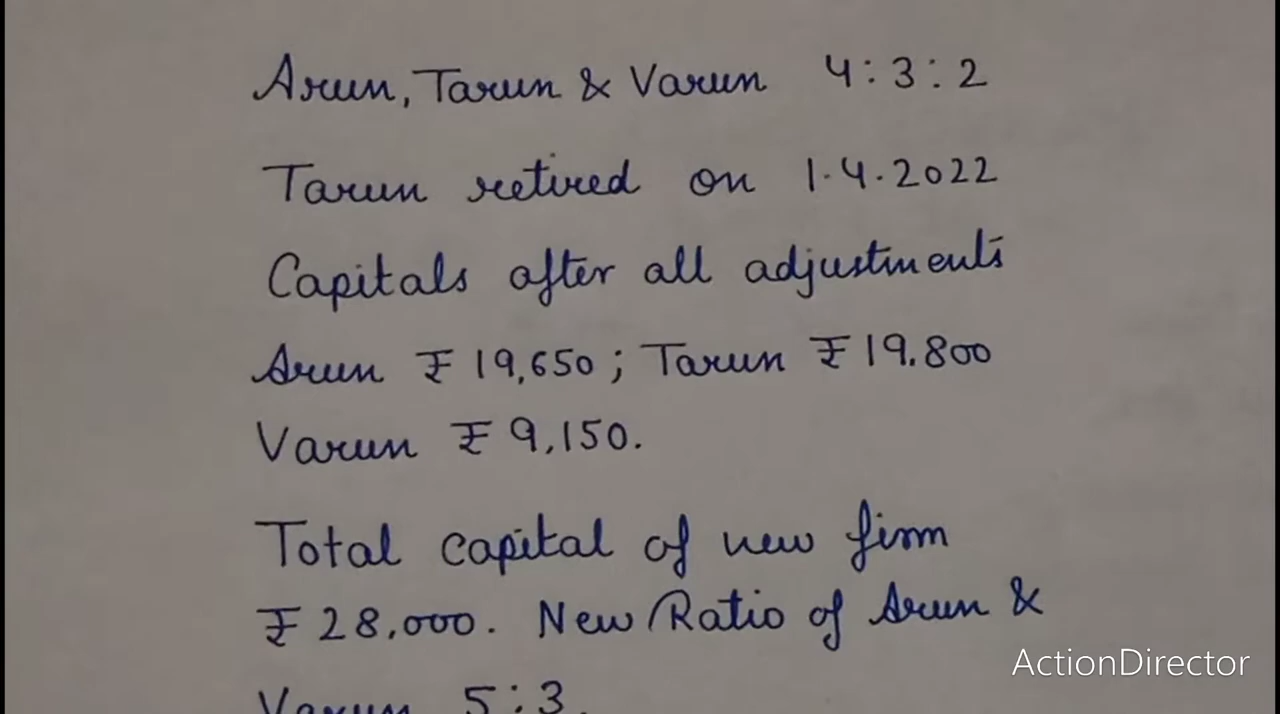 Arun, Tarun & Varun 4:3:2
Tarun retired on 1.4.2022
Capitals after all adjustments
Arun ₹ 19,650; Tarun ₹ 19,800
Varun ₹ 9,150.
Total capital of new firm
₹ 28,000. New Ratio of Arun &
Varun 5:3.
ActionDirector